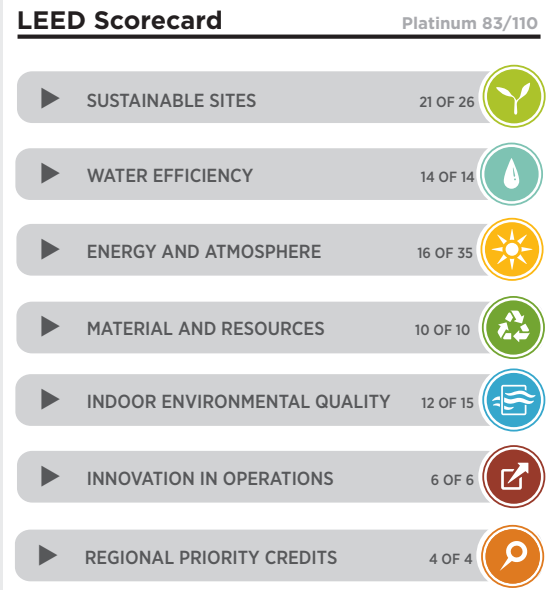 LEED Scorecard Platinum 83/110
SUSTAINABLE SITES 21 OF 26
WATER EFFICIENCY 14 OF 14
ENERGY AND ATMOSPHERE 16 OF 35
MATERIAL AND RESOURCES 10 OF 10
INDOOR ENVIRONMENTAL QUALITY 12 OF 15
INNOVATION IN OPERATIONS 6 OF 6
REGIONAL PRIORITY CREDITS 4 OF 4